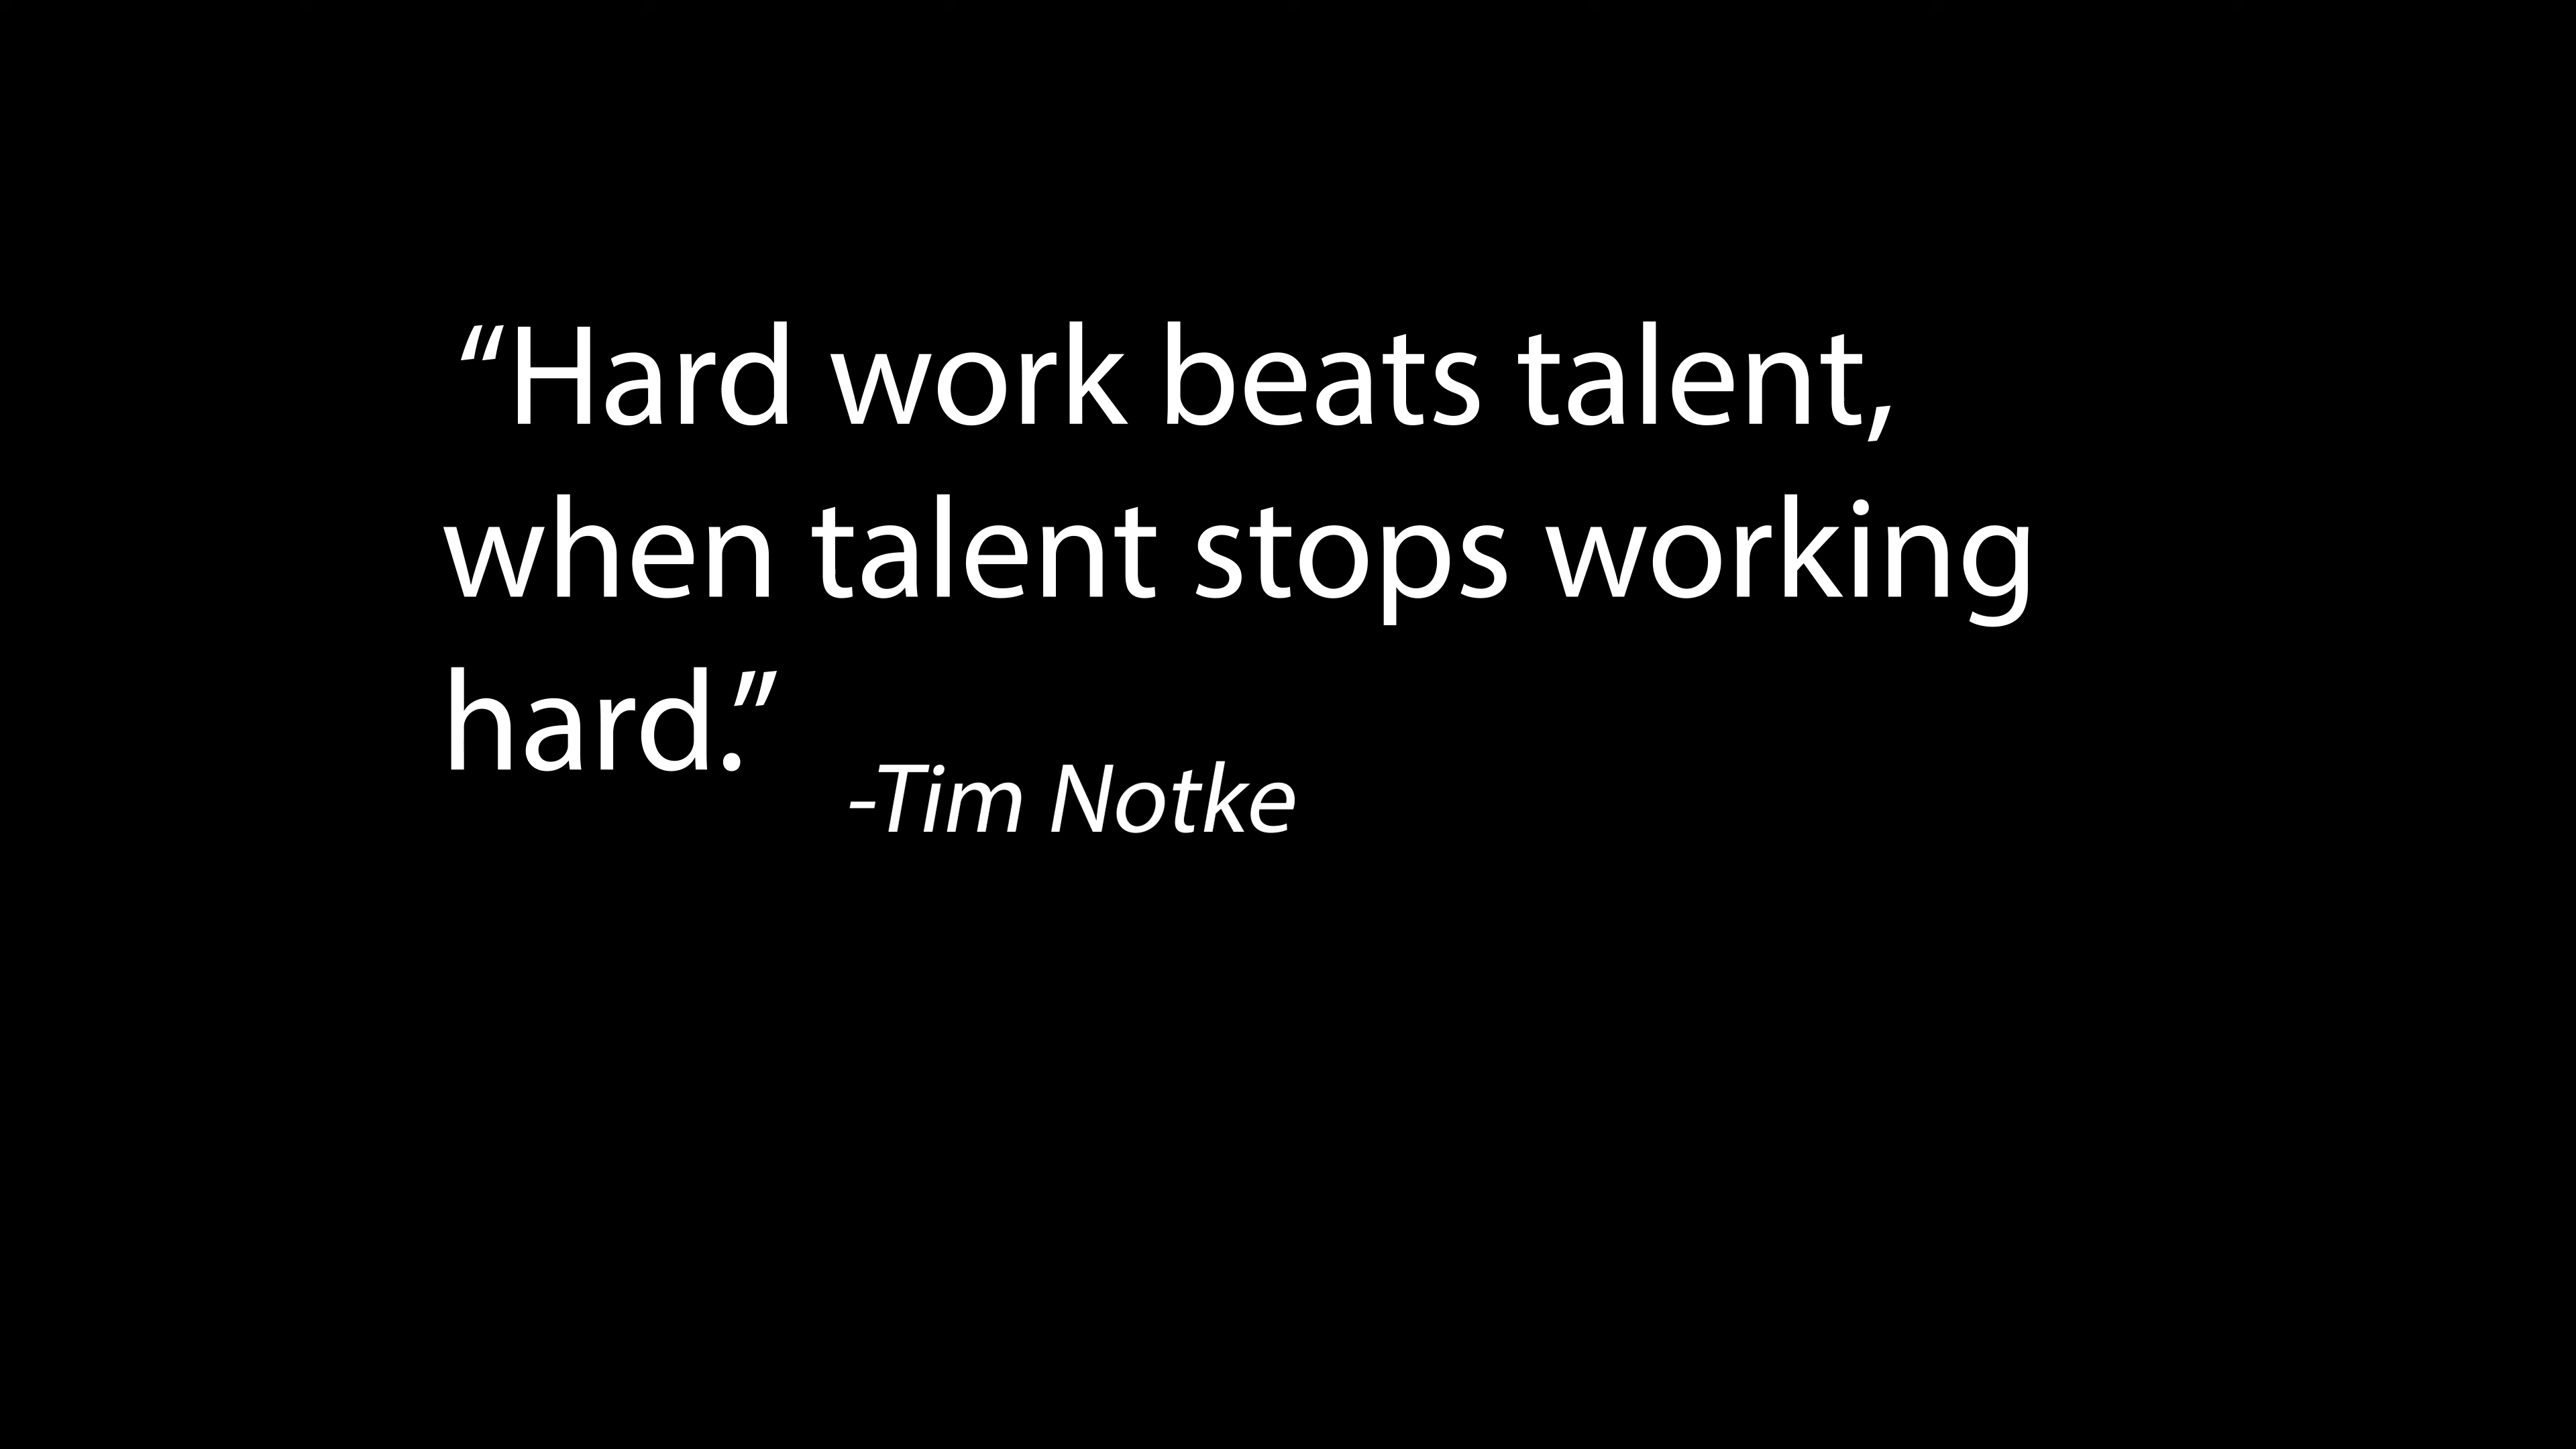 “Hard work beats talent,
when talent stops working
hard.”
-Tim Notke